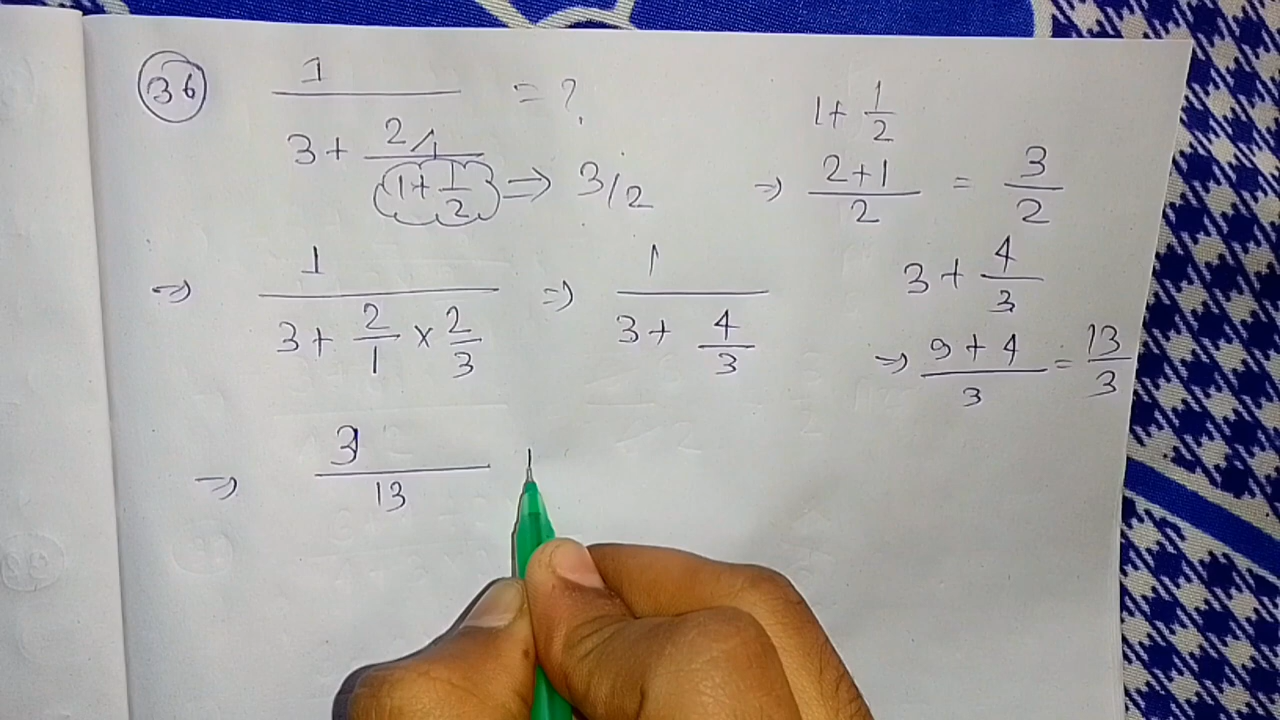 36
1
= ?
3 + 2/1
1 + 1/2 ⇒ 3/2
1 + 1/2
⇒ 2+1/2 = 3/2
⇒ 1
3 + 2/1 × 2/3
⇒ 1
3 + 4/3
3 + 4/3
⇒ 9+4/3 = 13/3
⇒ 3/13